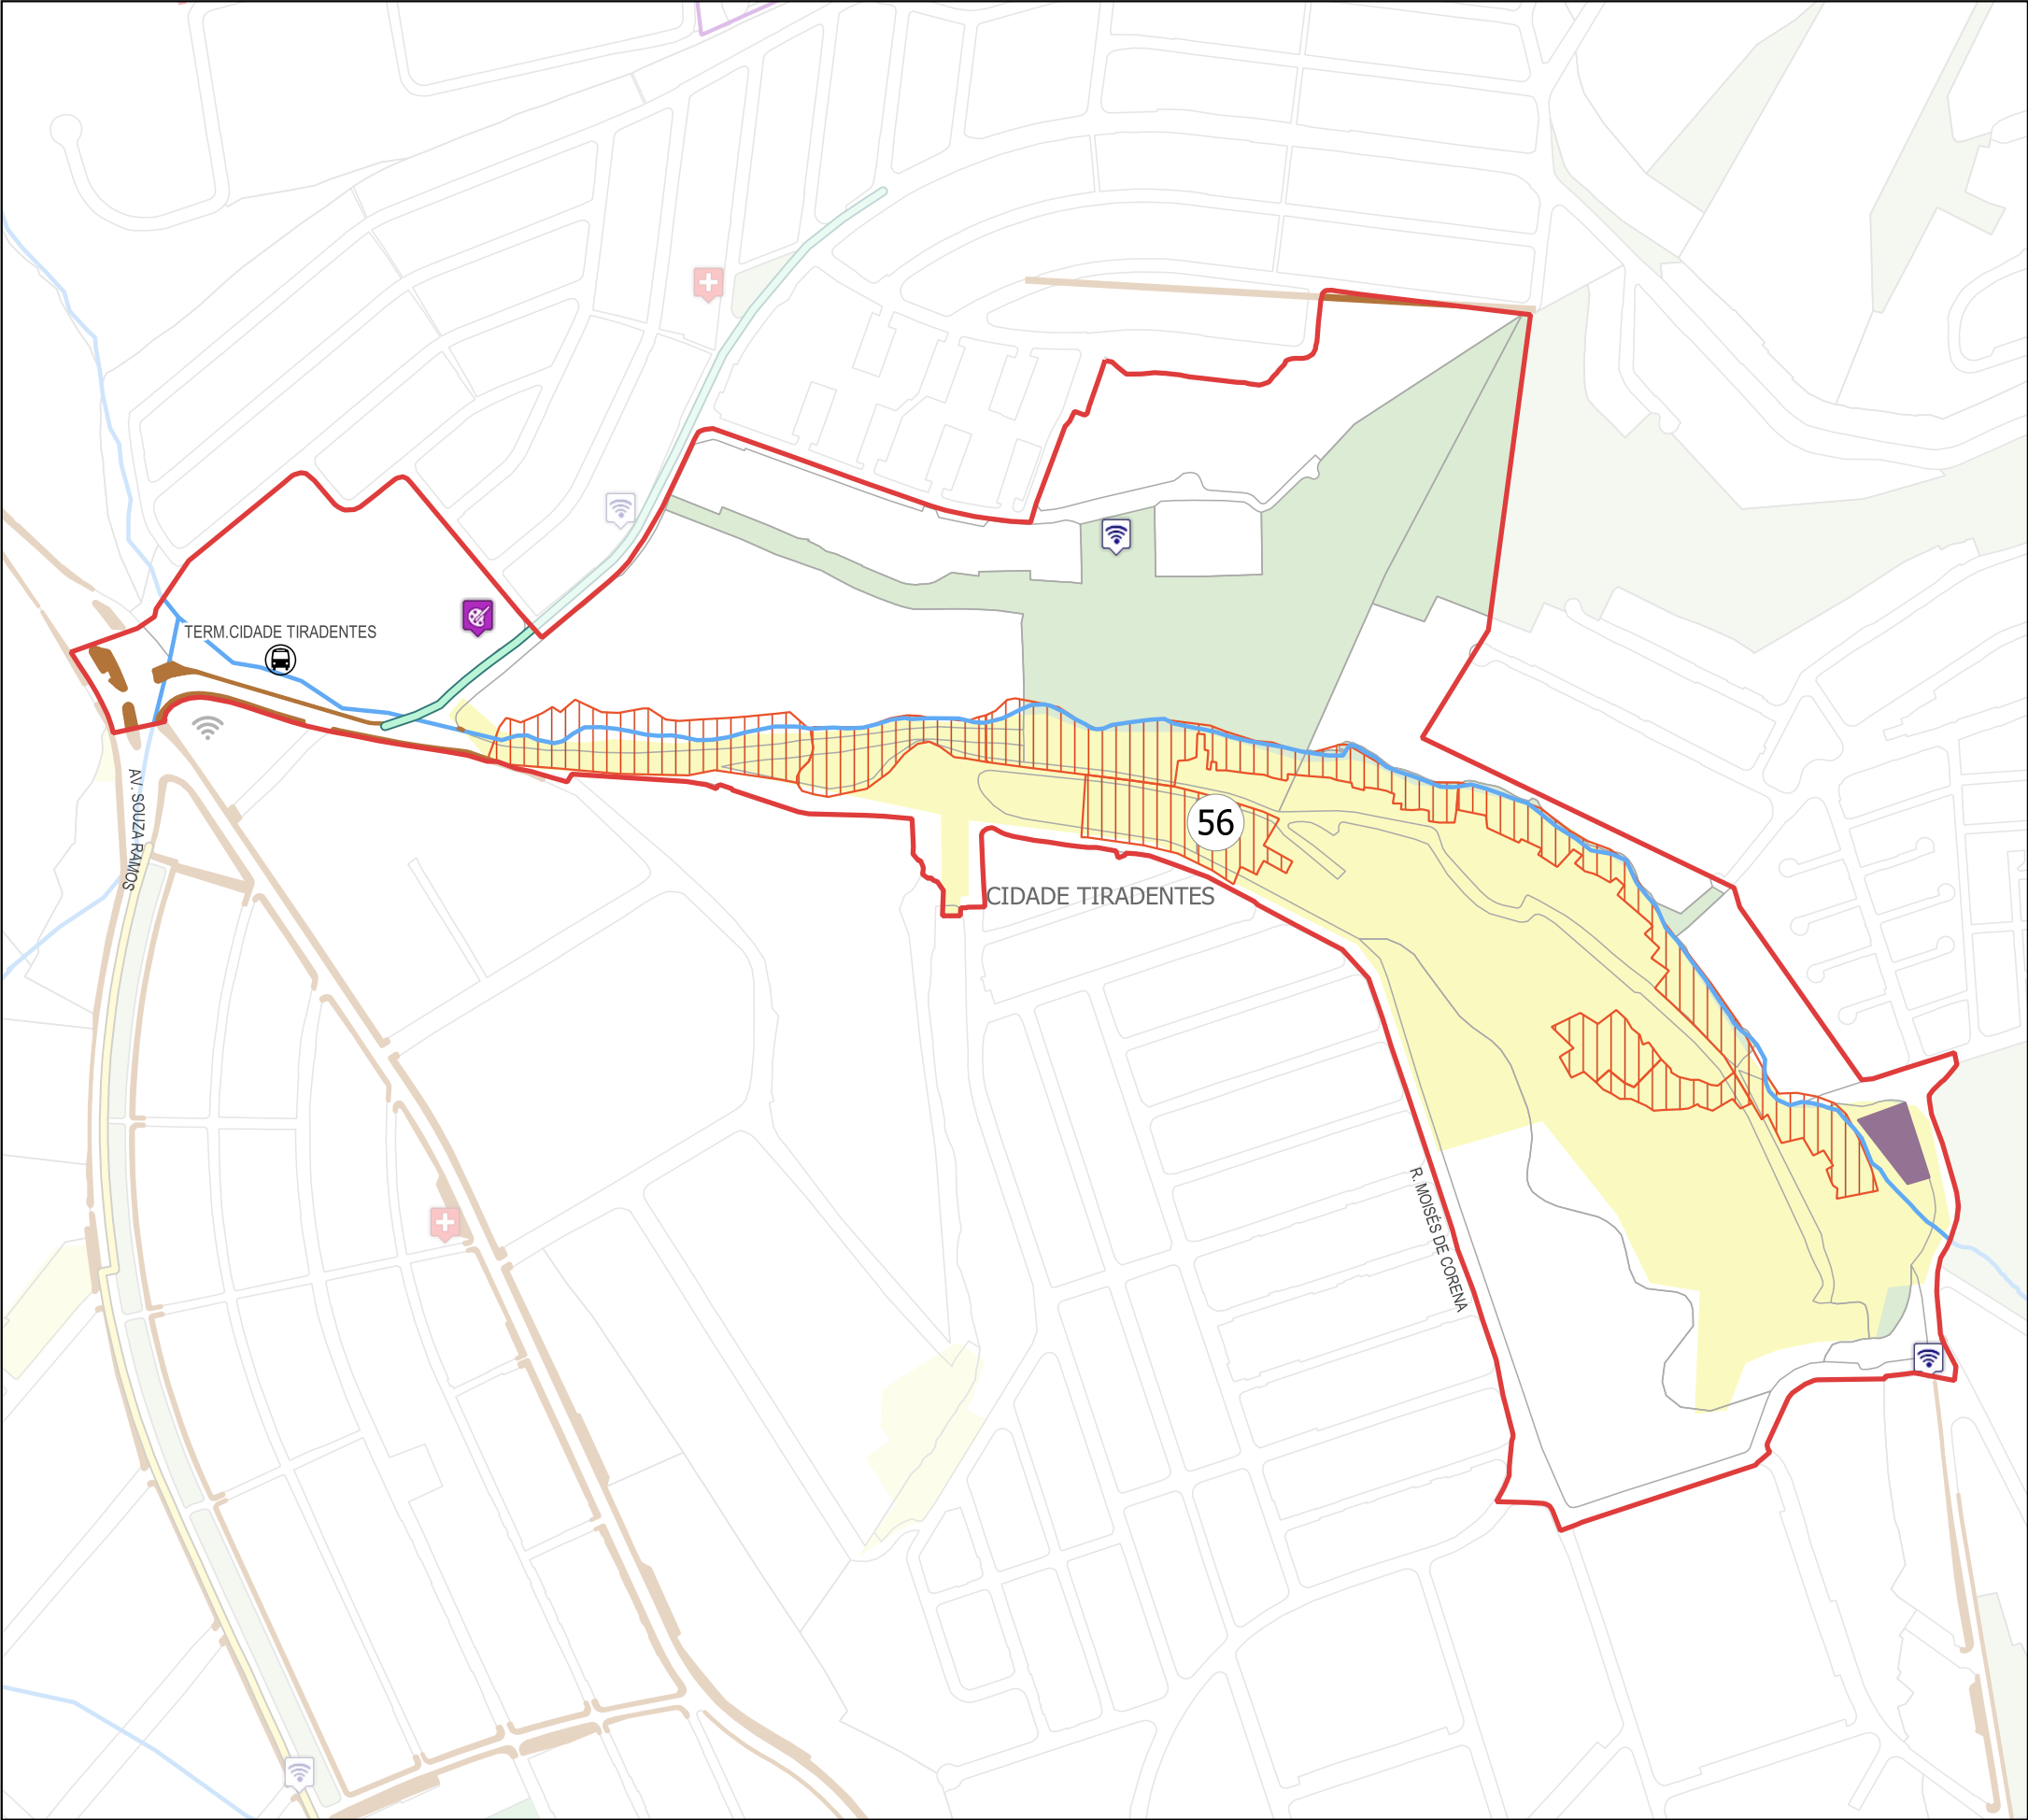 TERM.CIDADE TIRADENTES
AV. SOUZA RAMOS
56
CIDADE TIRADENTES
R. MOISÉS DE CORENA